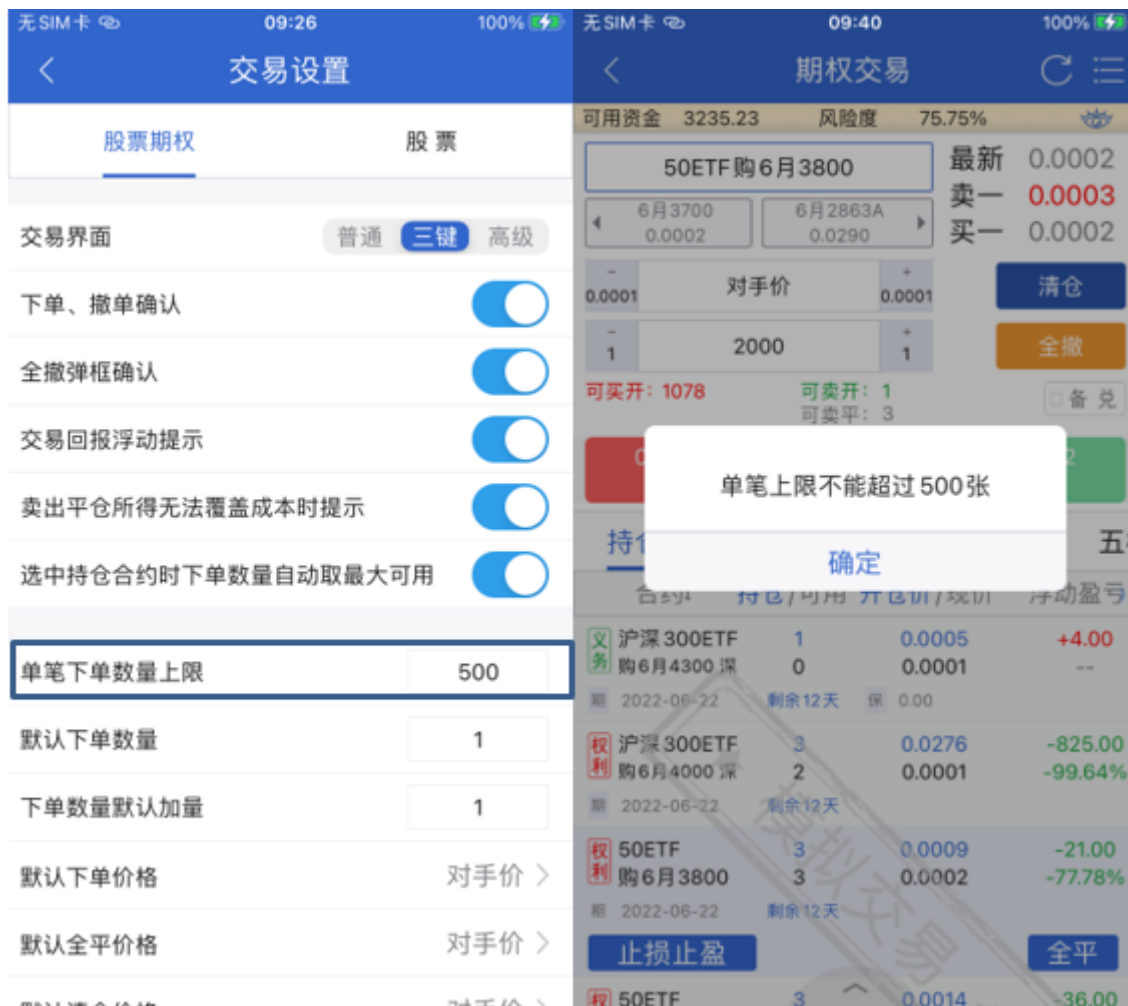 无SIM卡 09:26 100%
交易设置
股票期权 股 票
交易界面 普通 三键 高级
下单、撤单确认
全撤弹框确认
交易回报浮动提示
卖出平仓所得无法覆盖成本时提示
选中持仓合约时下单数量自动取最大可用
单笔下单数量上限 500
默认下单数量 1
下单数量默认加量 1
默认下单价格 对手价
默认全平价格 对手价
无SIM卡 09:40 100%
期权交易
可用资金 3235.23 风险度 75.75%
50ETF购6月3800 最新 0.0002
6月3700 6月2863A 卖一 0.0003
0.0002 0.0290 买一 0.0002
－ 对手价 + 清仓
0.0001 0.0001
－ 2000 + 全撤
1 1
可买开: 1078 可卖开: 1 备 兑
可卖平: 3
单笔上限不能超过500张
确定
合约 持仓/可用 开仓价/现价 浮动盈亏
义务 沪深300ETF 1 0.0005 +4.00
购6月4300 深 0 0.0001 --
期 2022-06-22 剩余12天 保 0.00
权利 沪深300ETF 3 0.0276 -825.00
购6月4000 深 2 0.0001 -99.64%
期 2022-06-22 剩余12天
权利 50ETF 3 0.0009 -21.00
购6月3800 3 0.0002 -77.78%
期 2022-06-22 剩余12天
止损止盈 全平
权 50ETF 3 0.0014 -36.00
模拟交易